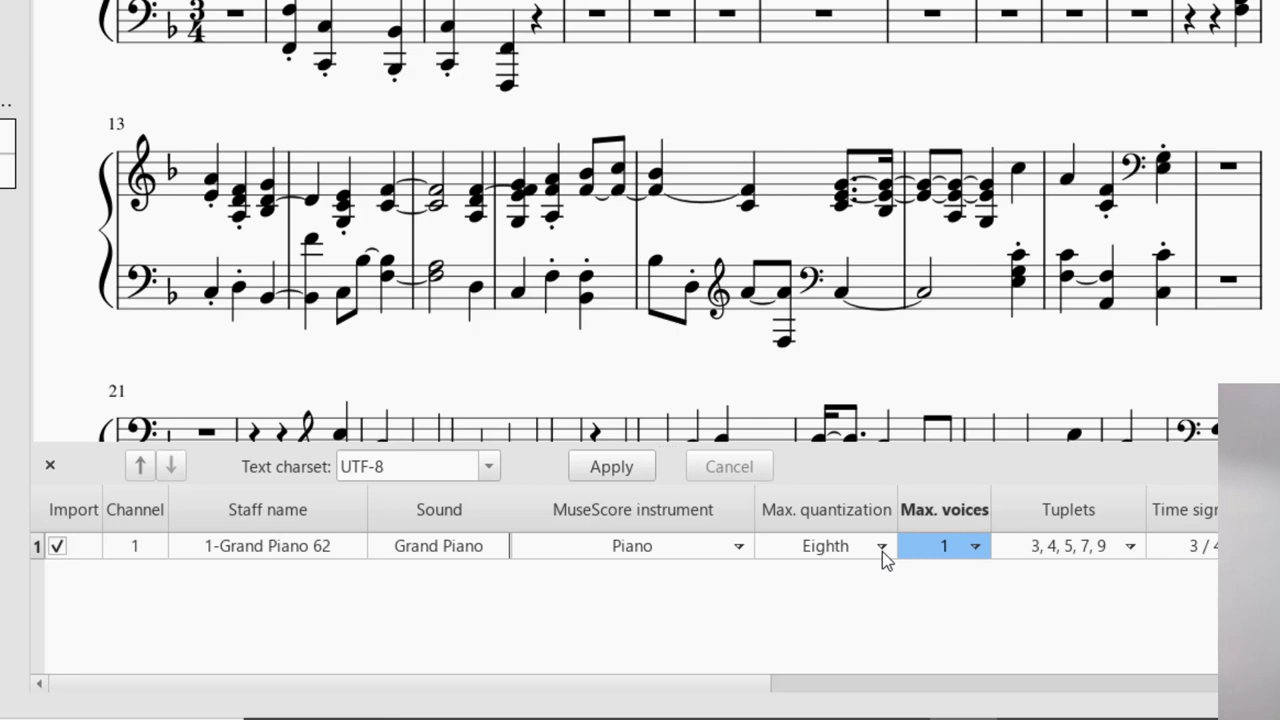 3
4
..
13
21
× Text charset: UTF-8 Apply Cancel
Import Channel Staff name Sound MuseScore instrument Max. quantization Max. voices Tuplets Time sign
1 1 1-Grand Piano 62 Grand Piano Piano Eighth 1 3, 4, 5, 7, 9 3 / 4